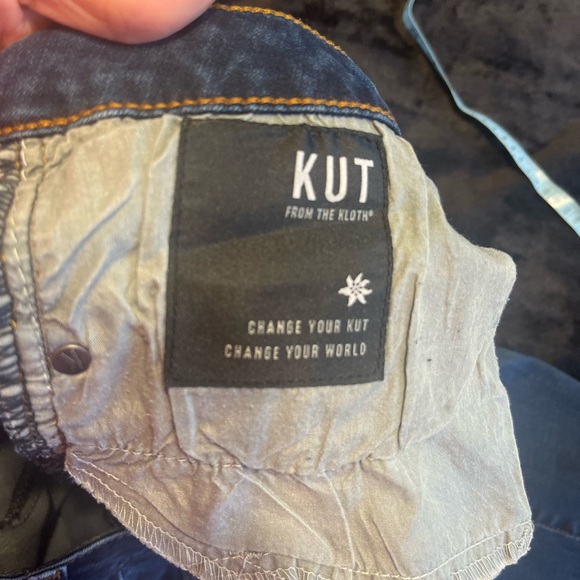 KUT
FROM THE KLOTH®
CHANGE YOUR KUT
CHANGE YOUR WORLD